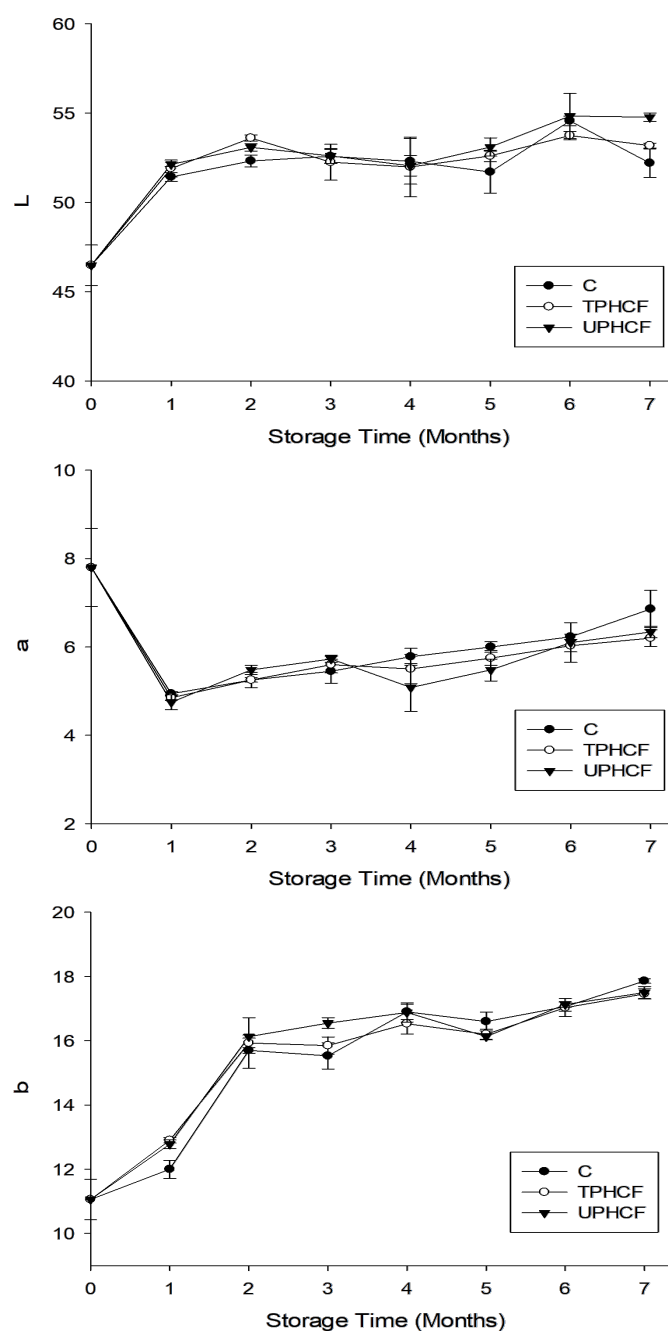 60
55
50
45
40
L
C
TPHCF
UPHCF
0 1 2 3 4 5 6 7
Storage Time (Months)
10
8
6
4
2
a
C
TPHCF
UPHCF
0 1 2 3 4 5 6 7
Storage Time (Months)
20
18
16
14
12
10
b
C
TPHCF
UPHCF
0 1 2 3 4 5 6 7
Storage Time (Months)